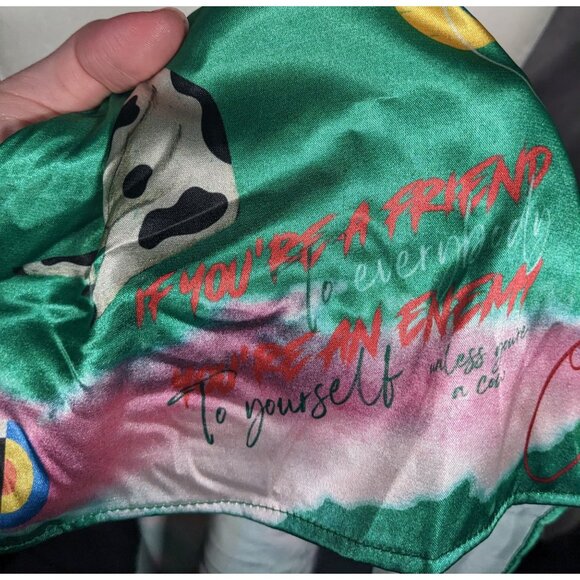 IF YOU'RE A FRIEND
To everybody
YOU'RE AN ENEMY
To yourself unless you're
a cow